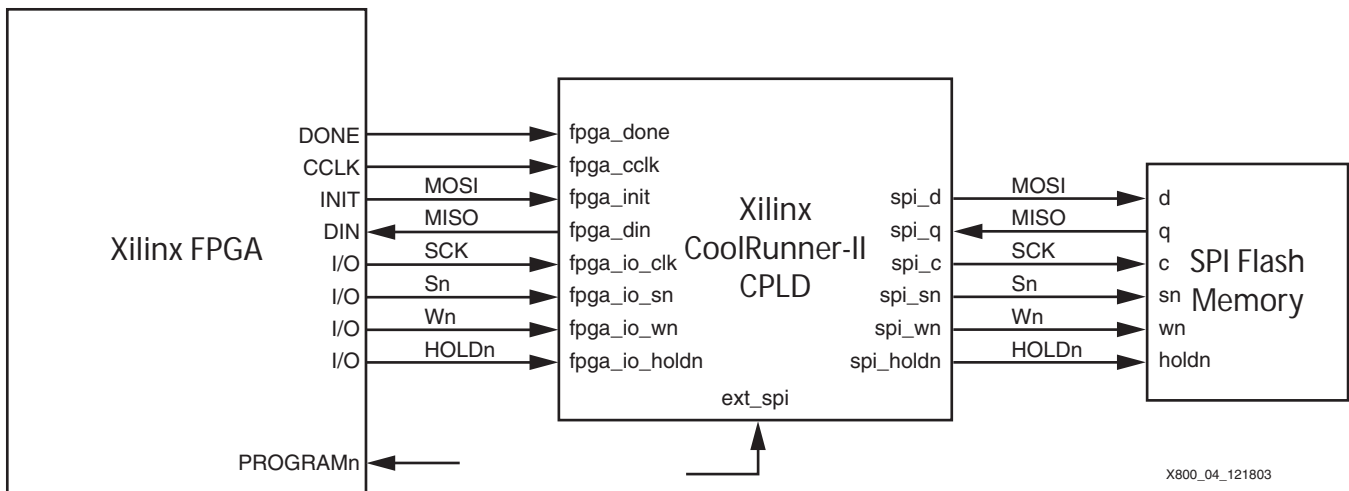 Xilinx FPGA
DONE
CCLK
INIT
DIN
I/O
I/O
I/O
I/O
PROGRAMn
MOSI
MISO
SCK
Sn
Wn
HOLDn
fpga_done
fpga_cclk
fpga_init
fpga_din
fpga_io_clk
fpga_io_sn
fpga_io_wn
fpga_io_holdn
Xilinx
CoolRunner-II
CPLD
ext_spi
spi_d
spi_q
spi_c
spi_sn
spi_wn
spi_holdn
MOSI
MISO
SCK
Sn
Wn
HOLDn
d
q
c
sn
wn
holdn
SPI Flash
Memory
X800_04_121803